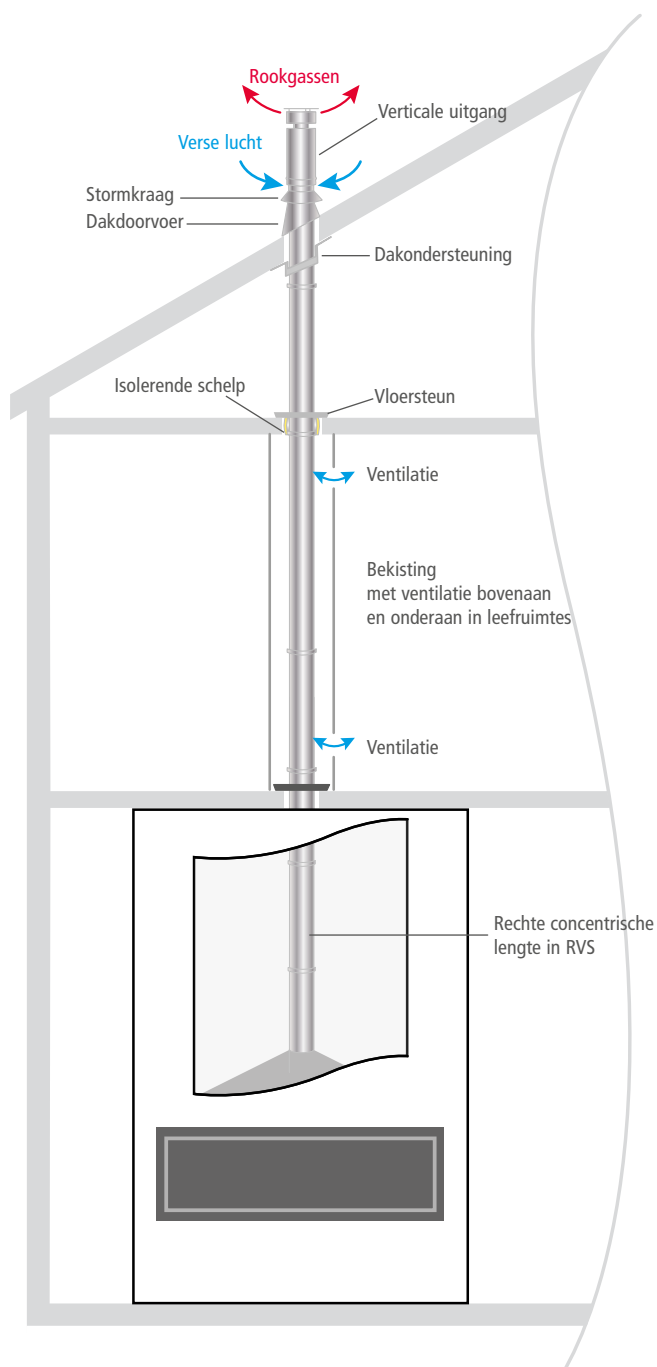 Rookgassen
Verticale uitgang
Verse lucht
Stormkraag
Dakdoorvoer
Dakondersteuning
Isolerende schelp
Vloersteun
Ventilatie
Bekisting
met ventilatie bovenaan
en onderaan in leefruimtes
Ventilatie
Rechte concentrische
lengte in RVS